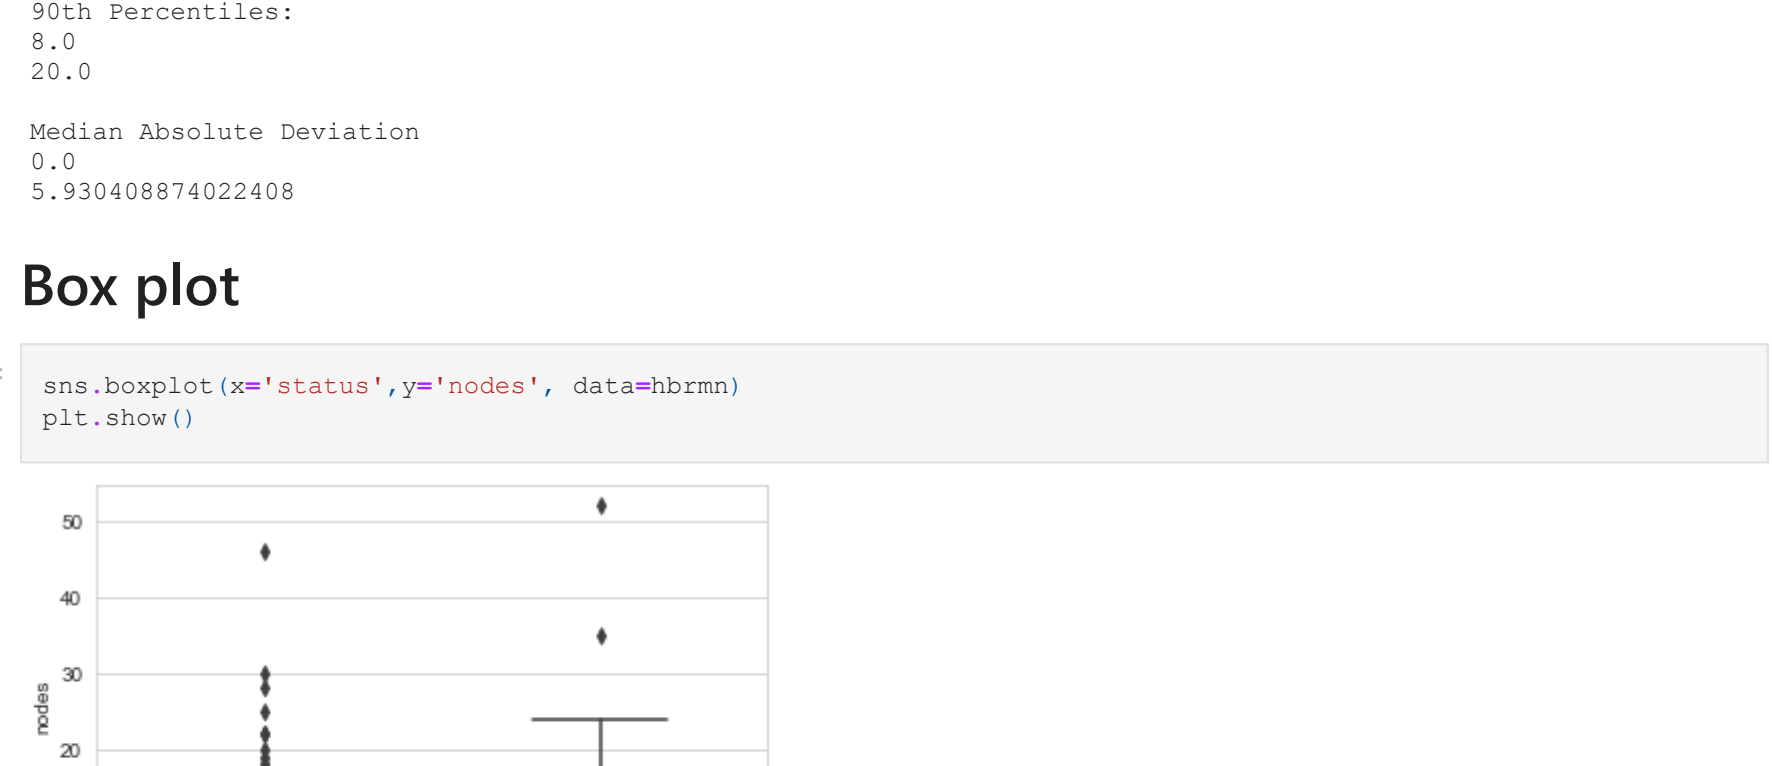 90th Percentiles:
8.0
20.0
Median Absolute Deviation
0.0
5.930408874022408
Box plot
:
sns.boxplot(x='status',y='nodes', data=hbrmn)
plt.show()
50
40
30
20
nodes